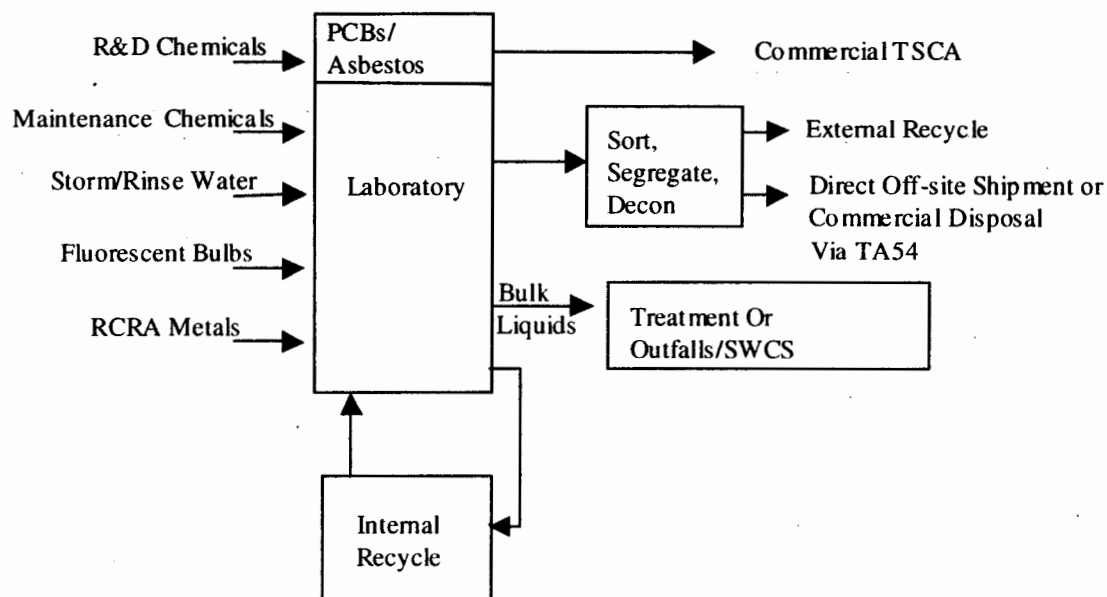 R&D Chemicals
Maintenance Chemicals
Storm/Rinse Water
Fluorescent Bulbs
RCRA Metals
PCBs/
Asbestos
Laboratory
Commercial TSCA
Sort,
Segregate,
Decon
External Recycle
Direct Off-site Shipment or
Commercial Disposal
Via TA54
Bulk
Liquids
Treatment Or
Outfalls/SWCS
Internal
Recycle